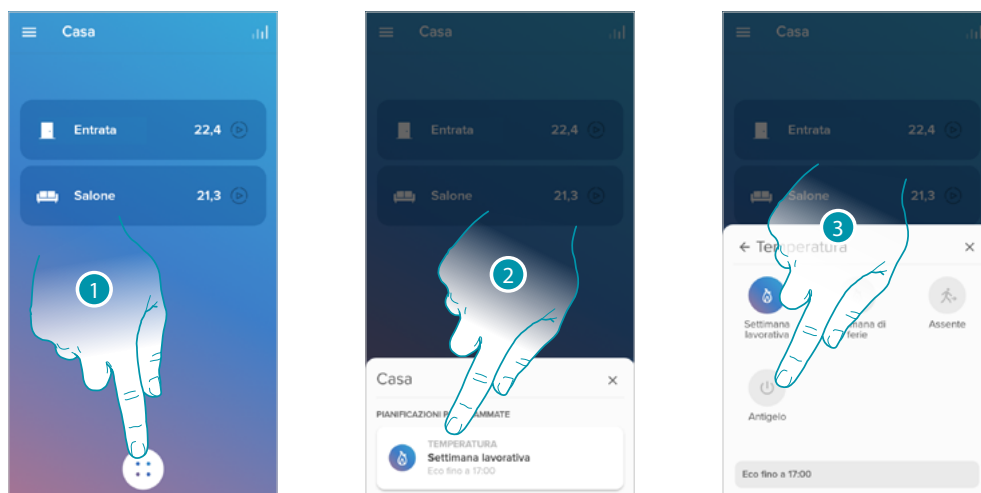 Casa
Entrata 22,4
Salone 21,3
1
Casa
Entrata 22,4
Salone 21,3
2
Casa
PIANIFICAZIONI P AMMATE
TEMPERATURA
Settimana lavorativa
Eco fino a 17:00
Casa
Entrata 22,4
Salone 21,3
3
Temperatura
Settimana
lavorativa
mana di
ferie
Assente
Antigelo
Eco fino a 17:00